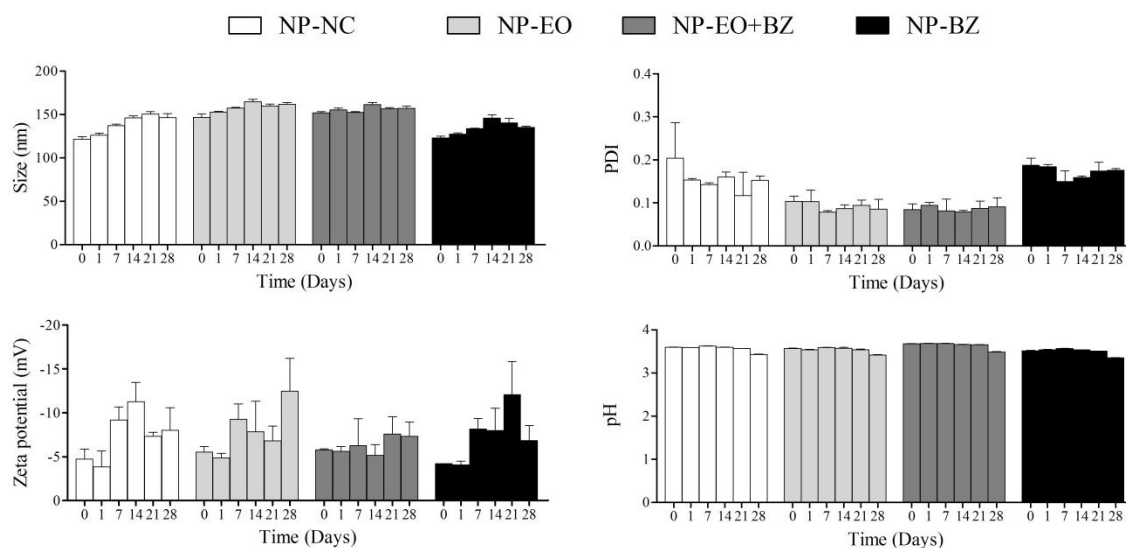 NP-NC NP-EO NP-EO+BZ NP-BZ
200
150
100
50
0
Size (nm)
0 1 7 14 21 28 0 1 7 14 21 28 0 1 7 14 21 28 0 1 7 14 21 28
Time (Days)
0.4
0.3
0.2
0.1
0.0
PDI
0 1 7 14 21 28 0 1 7 14 21 28 0 1 7 14 21 28 0 1 7 14 21 28
Time (Days)
-20
-15
-10
-5
-0
Zeta potential (mV)
0 1 7 14 21 28 0 1 7 14 21 28 0 1 7 14 21 28 0 1 7 14 21 28
Time (Days)
4
3
2
1
0
pH
0 1 7 14 21 28 0 1 7 14 21 28 0 1 7 14 21 28 0 1 7 14 21 28
Time (Days)